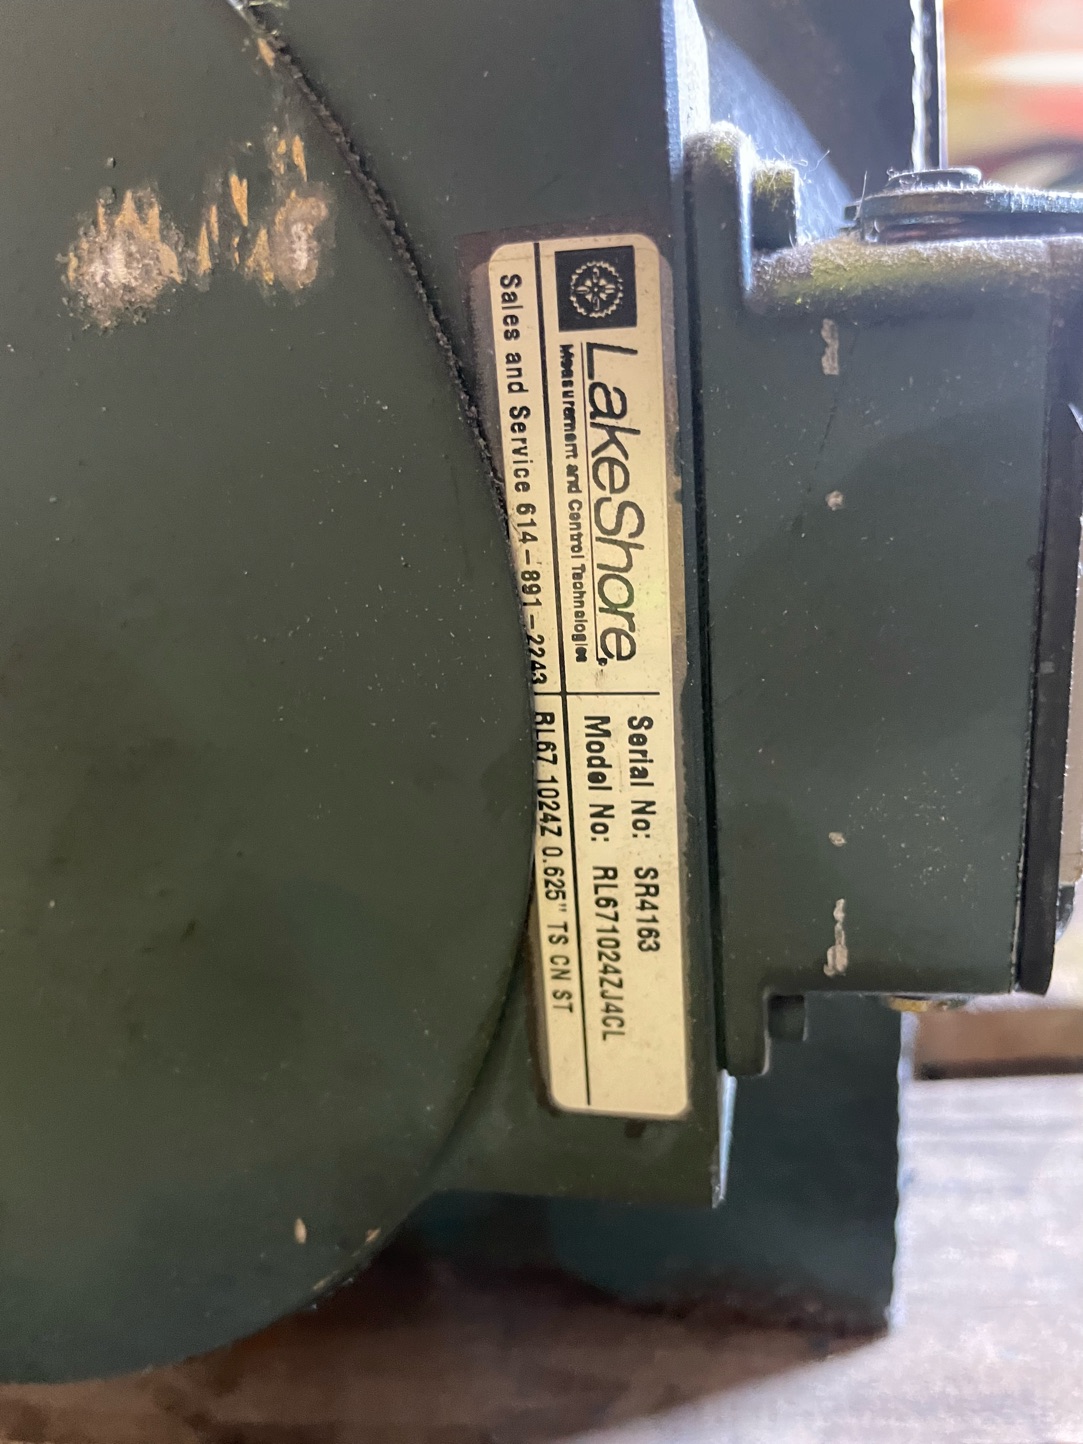 LakeShore
Measurement and Control Technologies
Serial No: SR4163
Model No: RL671024ZJ4CL
Sales and Service 614-891-2243
RL67 1024Z 0.625" TS CN ST